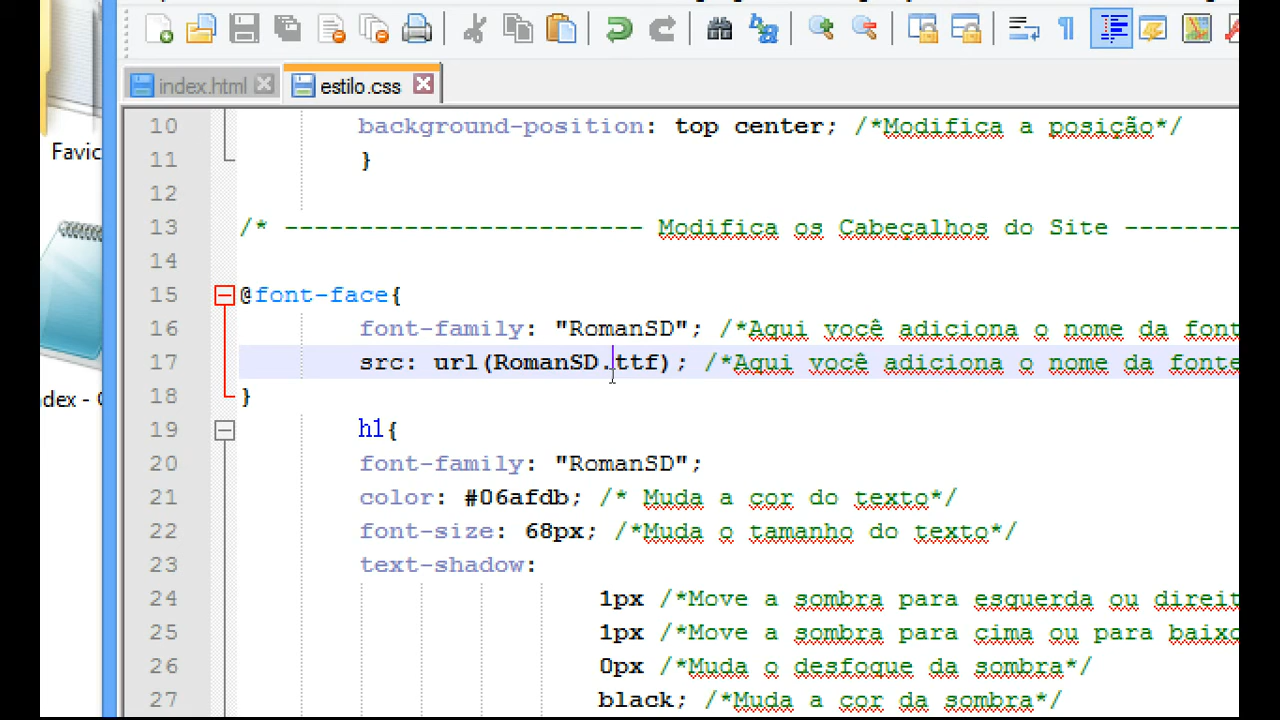 index.html estilo.css
Favic
10 background-position: top center; /*Modifica a posição*/
11 }
12
13 /* ------------------------ Modifica os Cabeçalhos do Site --------
14
15 @font-face{
16 font-family: "RomanSD"; /*Aqui você adiciona o nome da font
17 src: url(RomanSD.ttf); /*Aqui você adiciona o nome da fonte
18 }
dex - C
19 h1{
20 font-family: "RomanSD";
21 color: #06afdb; /* Muda a cor do texto*/
22 font-size: 68px; /*Muda o tamanho do texto*/
23 text-shadow:
24 1px /*Move a sombra para esquerda ou direit
25 1px /*Move a sombra para cima ou para baixo
26 0px /*Muda o desfoque da sombra*/
27 black; /*Muda a cor da sombra*/